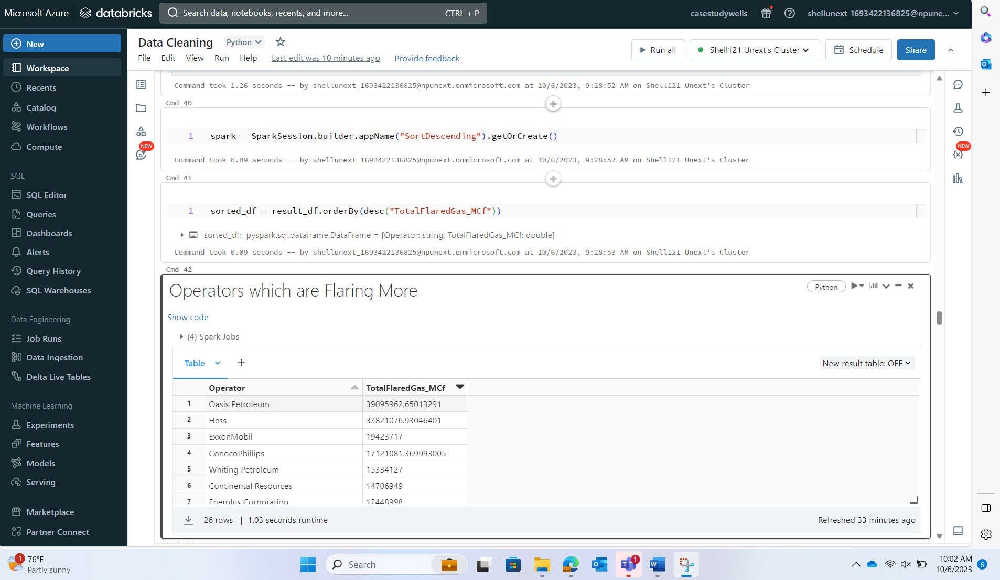 Microsoft Azure databricks Search data, notebooks, recents, and more... CTRL + P casestudywells shellunext_1693422136825@npune...
New
Workspace
Recents
Catalog
Workflows
Compute
SQL
SQL Editor
Queries
Dashboards
Alerts
Query History
SQL Warehouses
Data Engineering
Job Runs
Data Ingestion
Delta Live Tables
Machine Learning
Experiments
Features
Models
Serving
Marketplace
Partner Connect
Data Cleaning Python
File Edit View Run Help Last edit was 10 minutes ago Provide feedback
Run all Shell121 Unext's Cluster Schedule Share
NEW
NEW
Command took 1.26 seconds -- by shellunext_1693422136825@npunext.onmicrosoft.com at 10/6/2023, 9:28:52 AM on Shell121 Unext's Cluster
Cmd 40
1 spark = SparkSession.builder.appName("SortDescending").getOrCreate()
Command took 0.09 seconds -- by shellunext_1693422136825@npunext.onmicrosoft.com at 10/6/2023, 9:28:52 AM on Shell121 Unext's Cluster
Cmd 41
1 sorted_df = result_df.orderBy(desc("TotalFlaredGas_MCf"))
sorted_df: pyspark.sql.dataframe.DataFrame = [Operator: string, TotalFlaredGas_MCf: double]
Command took 0.09 seconds -- by shellunext_1693422136825@npunext.onmicrosoft.com at 10/6/2023, 9:28:53 AM on Shell121 Unext's Cluster
Cmd 42
Operators which are Flaring More
Python
Show code
(4) Spark Jobs
Table + New result table: OFF
Operator TotalFlaredGas_MCf
1 Oasis Petroleum 39095962.65013291
2 Hess 33821076.93046401
3 ExxonMobil 19423717
4 ConocoPhillips 17121081.369993005
5 Whiting Petroleum 15334127
6 Continental Resources 14706949
7 Enerplus Corporation 12448998
26 rows | 1.03 seconds runtime Refreshed 33 minutes ago
1 76°F
Partly sunny
Search
1
10:02 AM
10/6/2023
6